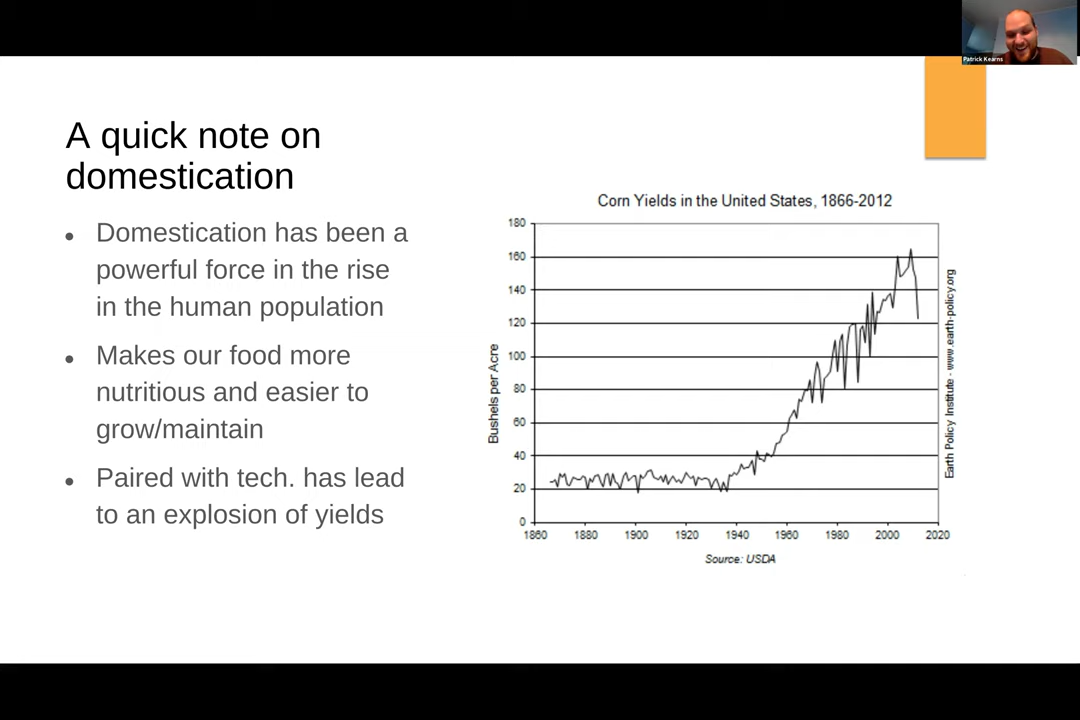 Patrick Kearns
A quick note on
domestication
• Domestication has been a
powerful force in the rise
in the human population
• Makes our food more
nutritious and easier to
grow/maintain
• Paired with tech. has lead
to an explosion of yields
Corn Yields in the United States, 1866-2012
Bushels per Acre
180
160
140
120
100
80
60
40
20
0
1860 1880 1900 1920 1940 1960 1980 2000 2020
Source: USDA
Earth Policy Institute - www.earth-policy.org